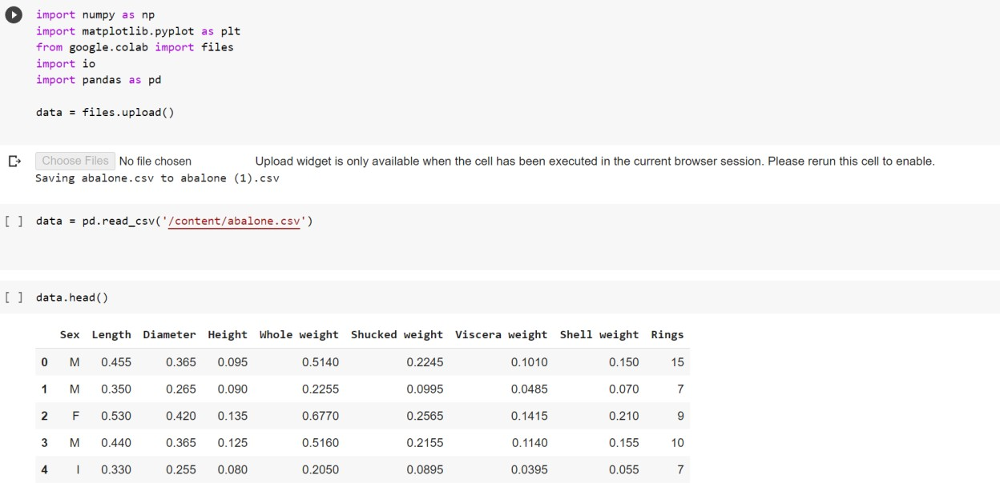 import numpy as np
import matplotlib.pyplot as plt
from google.colab import files
import io
import pandas as pd
data = files.upload()
Choose Files No file chosen Upload widget is only available when the cell has been executed in the current browser session. Please rerun this cell to enable.
Saving abalone.csv to abalone (1).csv
[ ] data = pd.read_csv('/content/abalone.csv')
[ ] data.head()
Sex Length Diameter Height Whole weight Shucked weight Viscera weight Shell weight Rings
0 M 0.455 0.365 0.095 0.5140 0.2245 0.1010 0.150 15
1 M 0.350 0.265 0.090 0.2255 0.0995 0.0485 0.070 7
2 F 0.530 0.420 0.135 0.6770 0.2565 0.1415 0.210 9
3 M 0.440 0.365 0.125 0.5160 0.2155 0.1140 0.155 10
4 I 0.330 0.255 0.080 0.2050 0.0895 0.0395 0.055 7